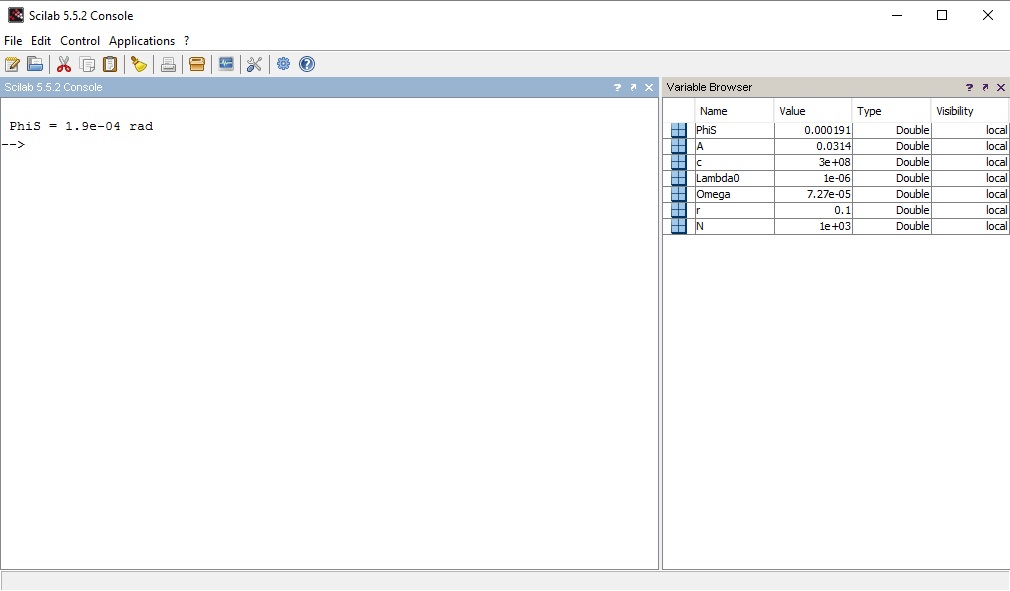 Scilab 5.5.2 Console
File Edit Control Applications ?
Scilab 5.5.2 Console ?
PhiS = 1.9e-04 rad
-->
Variable Browser ?
Name Value Type Visibility
PhiS 0.000191 Double local
A 0.0314 Double local
c 3e+08 Double local
Lambda0 1e-06 Double local
Omega 7.27e-05 Double local
r 0.1 Double local
N 1e+03 Double local